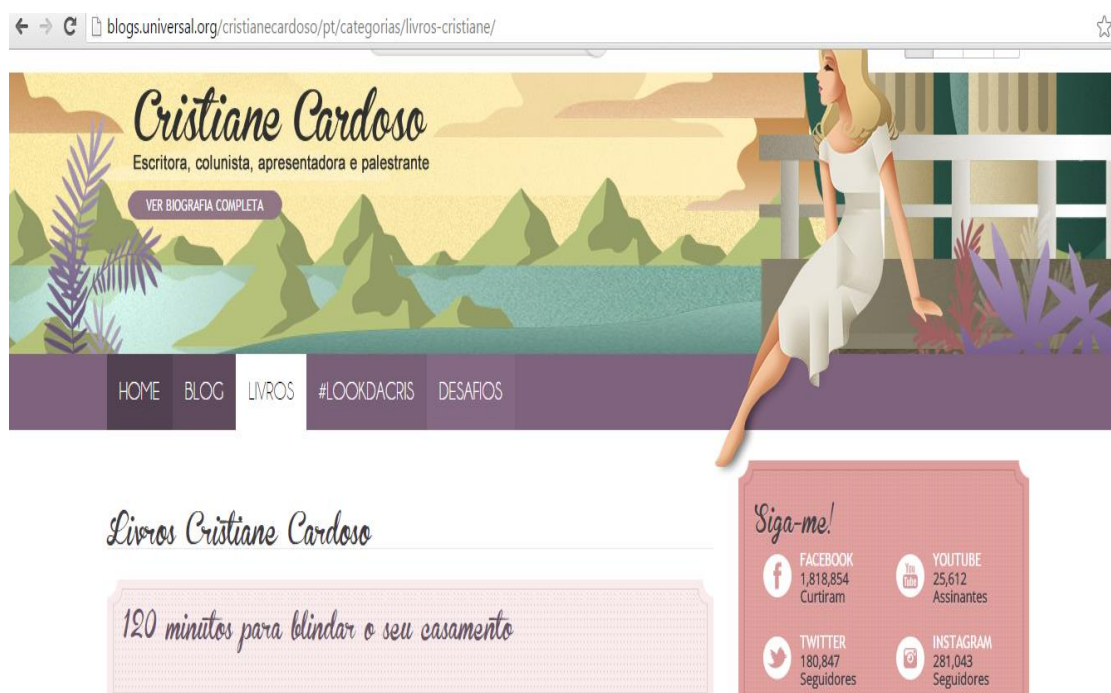 blogs.universal.org/cristianecardoso/pt/categorias/livros-cristiane/
Cristiane Cardoso
Escritora, colunista, apresentadora e palestrante
VER BIOGRAFIA COMPLETA
HOME BLOG LIVROS #LOOKDACRIS DESAFIOS
Livros Cristiane Cardoso
120 minutos para blindar o seu casamento
Siga-me!
FACEBOOK
1,818,854
Curtiram
YOUTUBE
25,612
Assinantes
TWITTER
180,847
Seguidores
INSTAGRAM
281,043
Seguidores